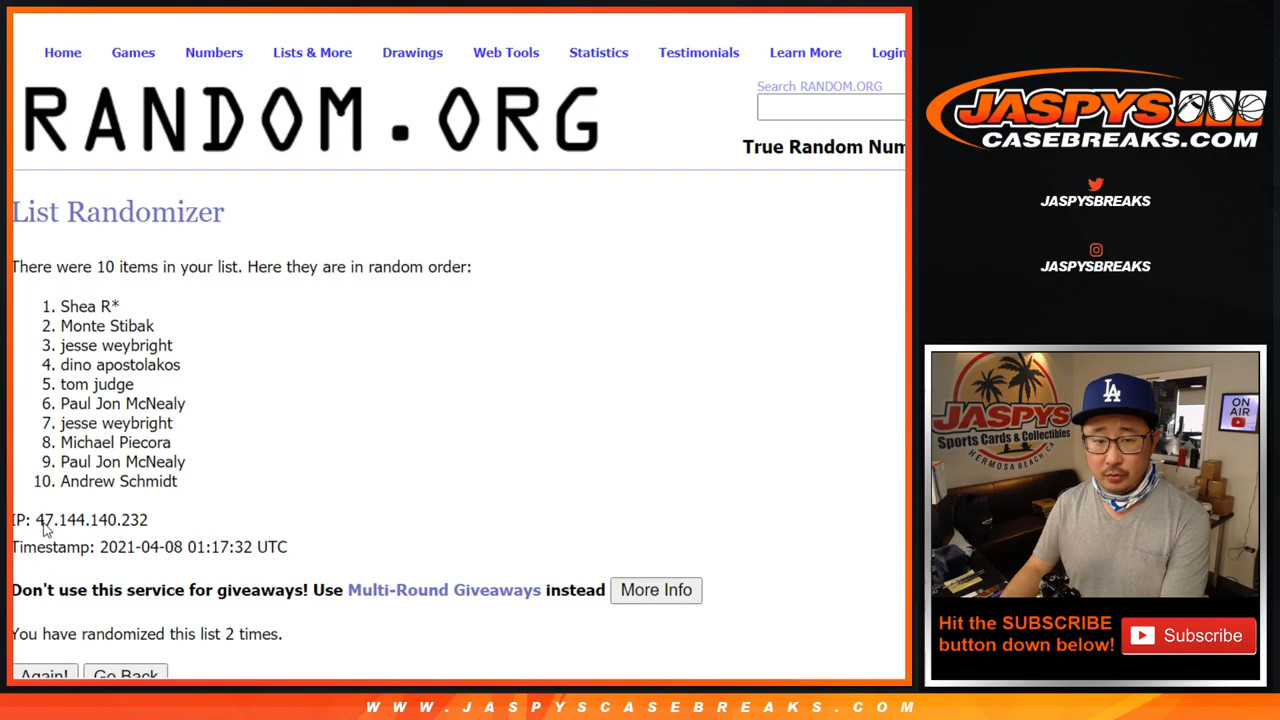 Home Games Numbers Lists & More Drawings Web Tools Statistics Testimonials Learn More Login
RANDOM.ORG
Search RANDOM.ORG
True Random Num
List Randomizer
There were 10 items in your list. Here they are in random order:
1. Shea R*
2. Monte Stibak
3. jesse weybright
4. dino apostolakos
5. tom judge
6. Paul Jon McNealy
7. jesse weybright
8. Michael Piecora
9. Paul Jon McNealy
10. Andrew Schmidt
IP: 47.144.140.232
Timestamp: 2021-04-08 01:17:32 UTC
Don't use this service for giveaways! Use Multi-Round Giveaways instead More Info
You have randomized this list 2 times.
Again! Go Back
JASPYS
CASEBREAKS.COM
JASPYSBREAKS
JASPYSBREAKS
JASPYS
Sports Cards & Collectibles
HERMOSA BEACH, CA
LA
ON
AIR
Hit the SUBSCRIBE
button down below!
Subscribe
WWW.JASPYSCASEBREAKS.COM